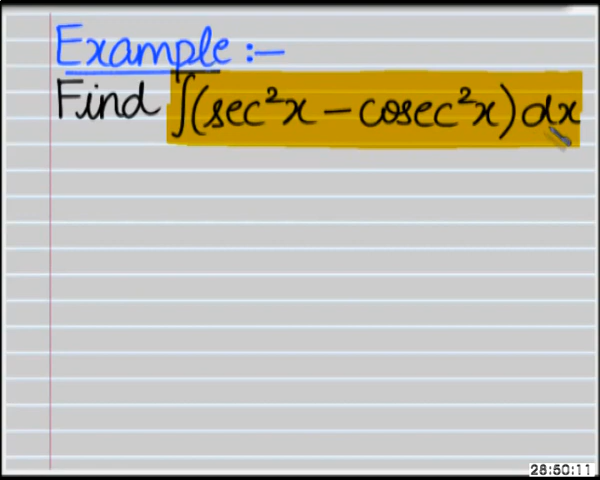 Example :-
Find ∫(sec²x − cosec²x) dx
28:50:11